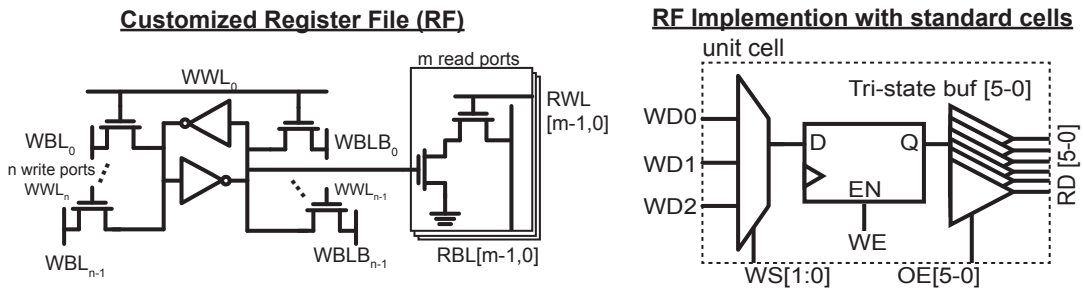 Customized Register File (RF)
m read ports
WWL0
RWL
[m-1,0]
WBL0
WBLB0
n write ports
WWLn
WWLn-1
WBLn-1
WBLBn-1
RBL[m-1,0]
RF Implemention with standard cells
unit cell
Tri-state buf [5-0]
WD0
WD1
WD2
D
Q
EN
WE
RD [5-0]
WS[1:0]
OE[5-0]